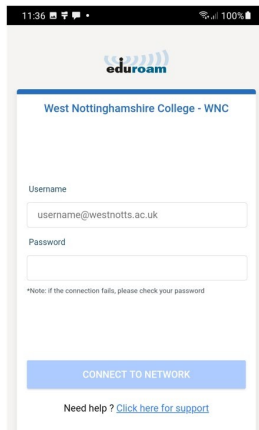 11:36
100%
eduroam
West Nottinghamshire College - WNC
Username
username@westnotts.ac.uk
Password
*Note: if the connection fails, please check your password
CONNECT TO NETWORK
Need help ? Click here for support